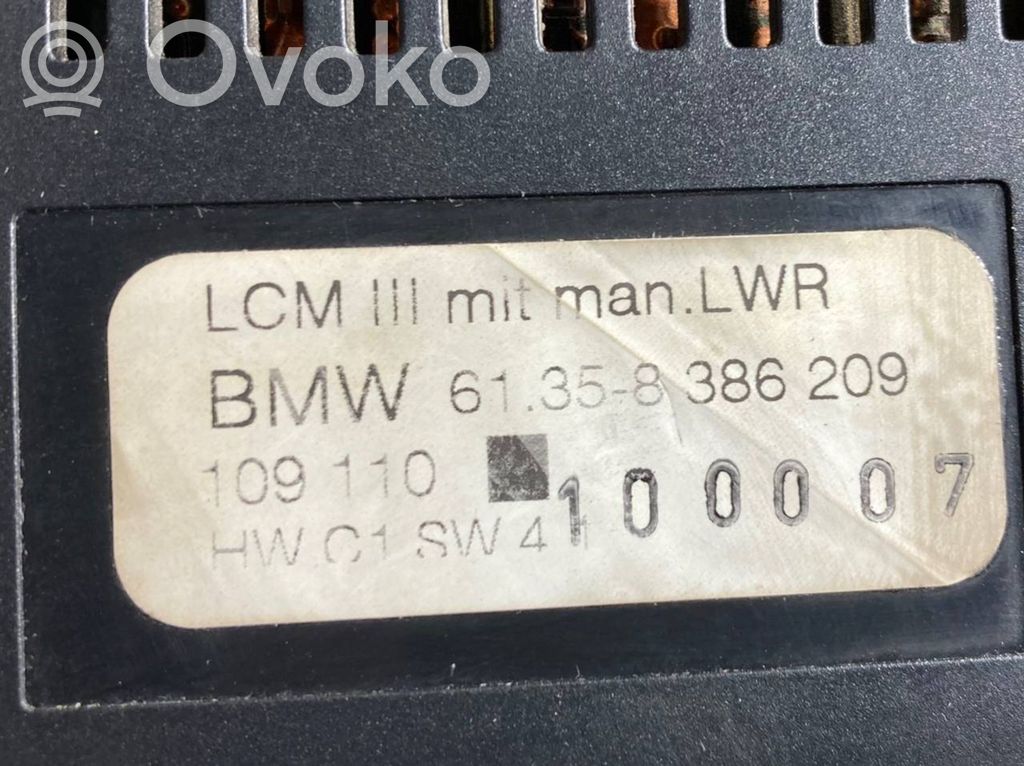 Ovoko
LCM III mit man.LWR
BMW 61.35-8 386 209
109 110 100007
HW C1 SW 4.1